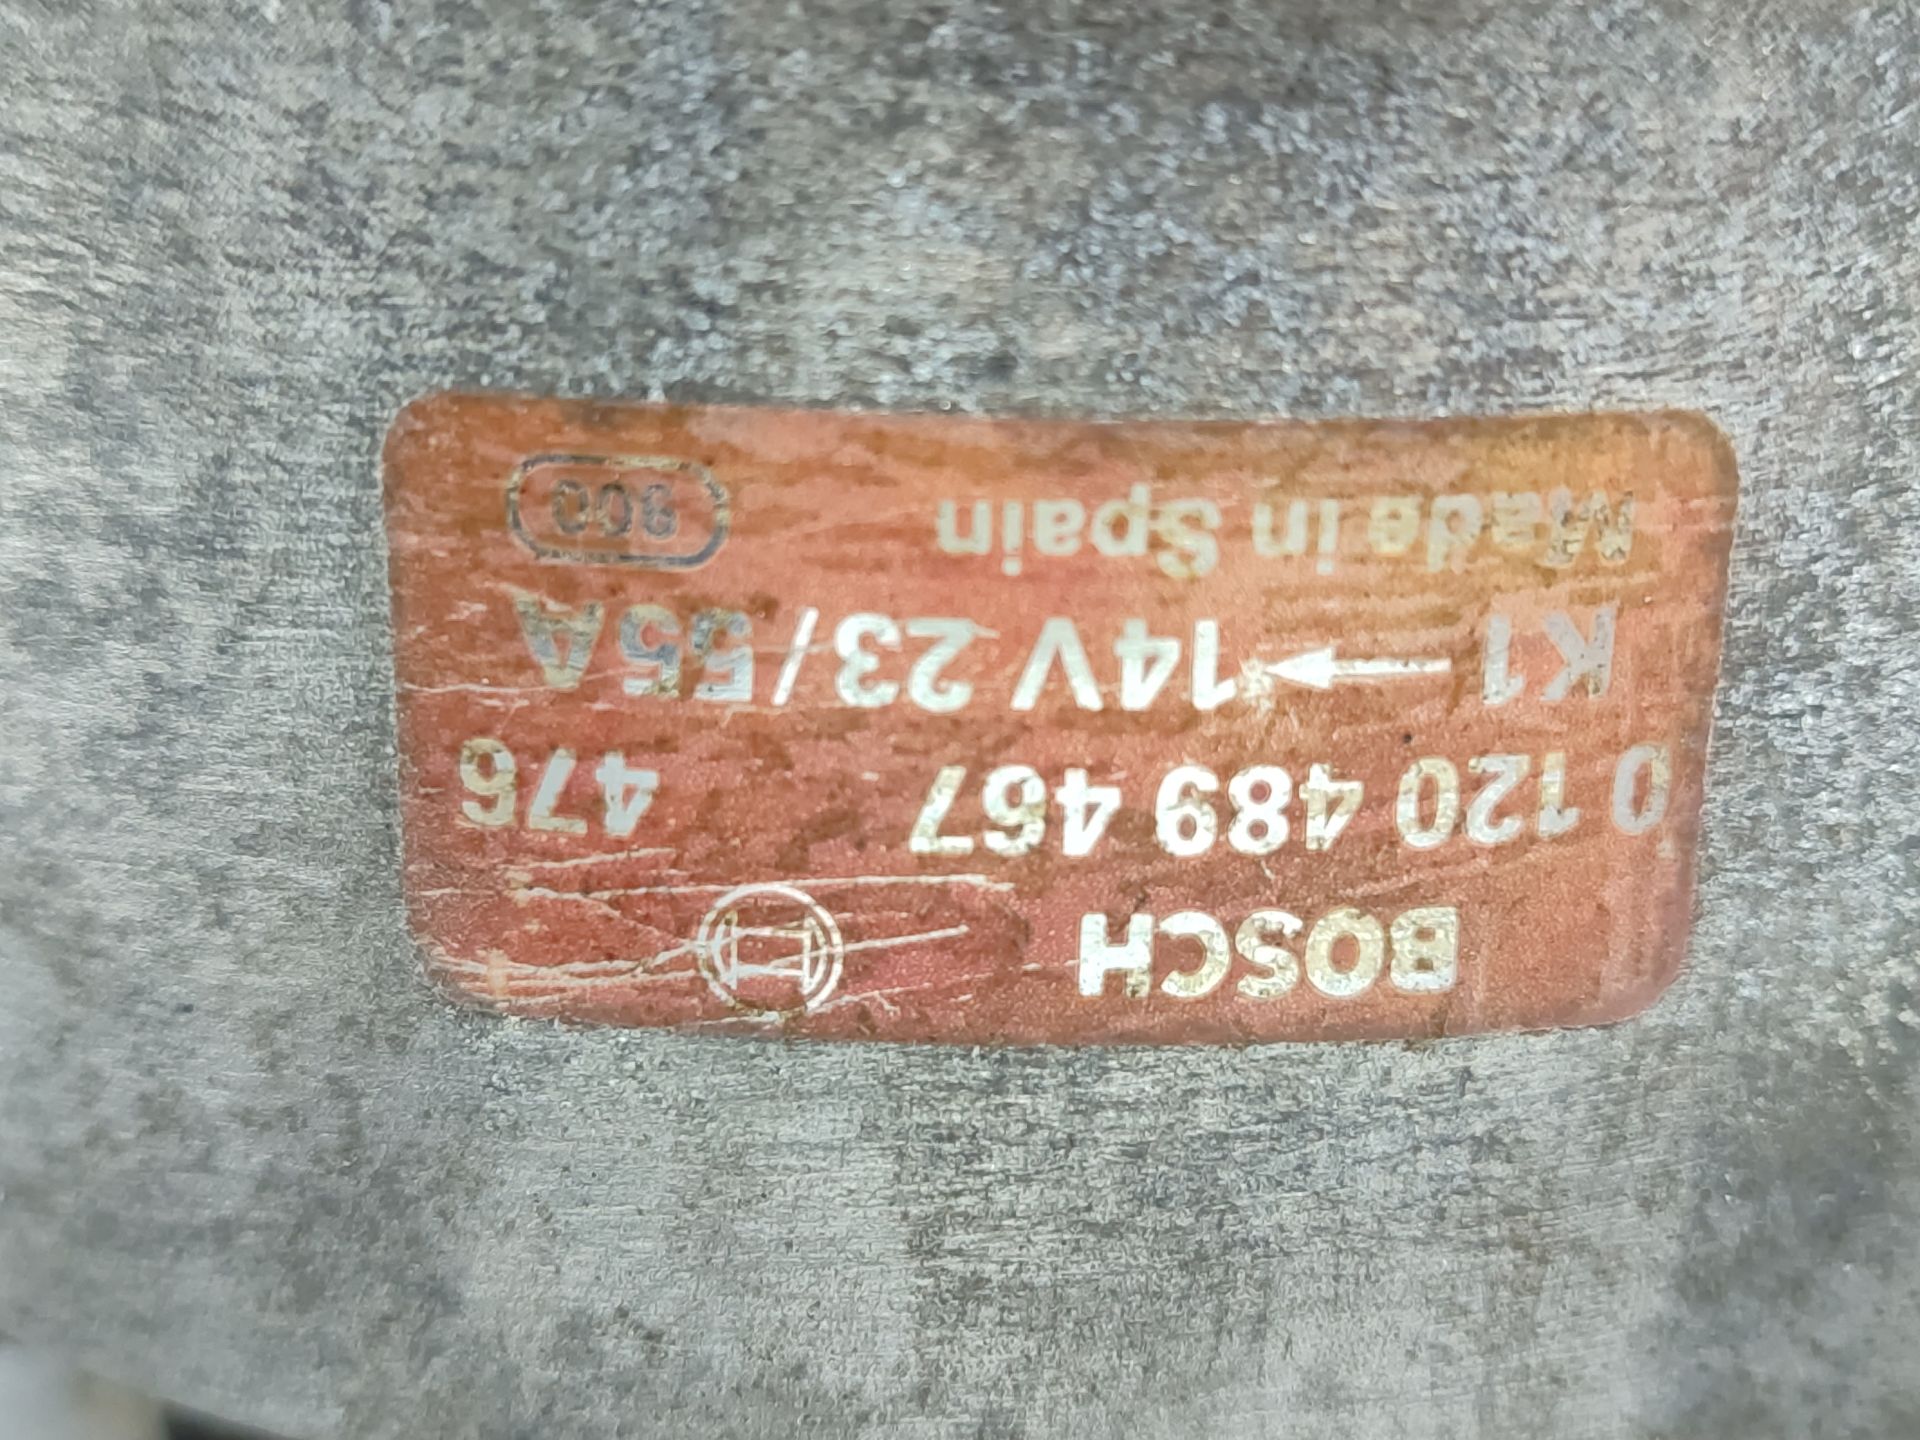 BOSCH
0 120 489 467 476
K1 → 14V 23/55A
Made in Spain 900